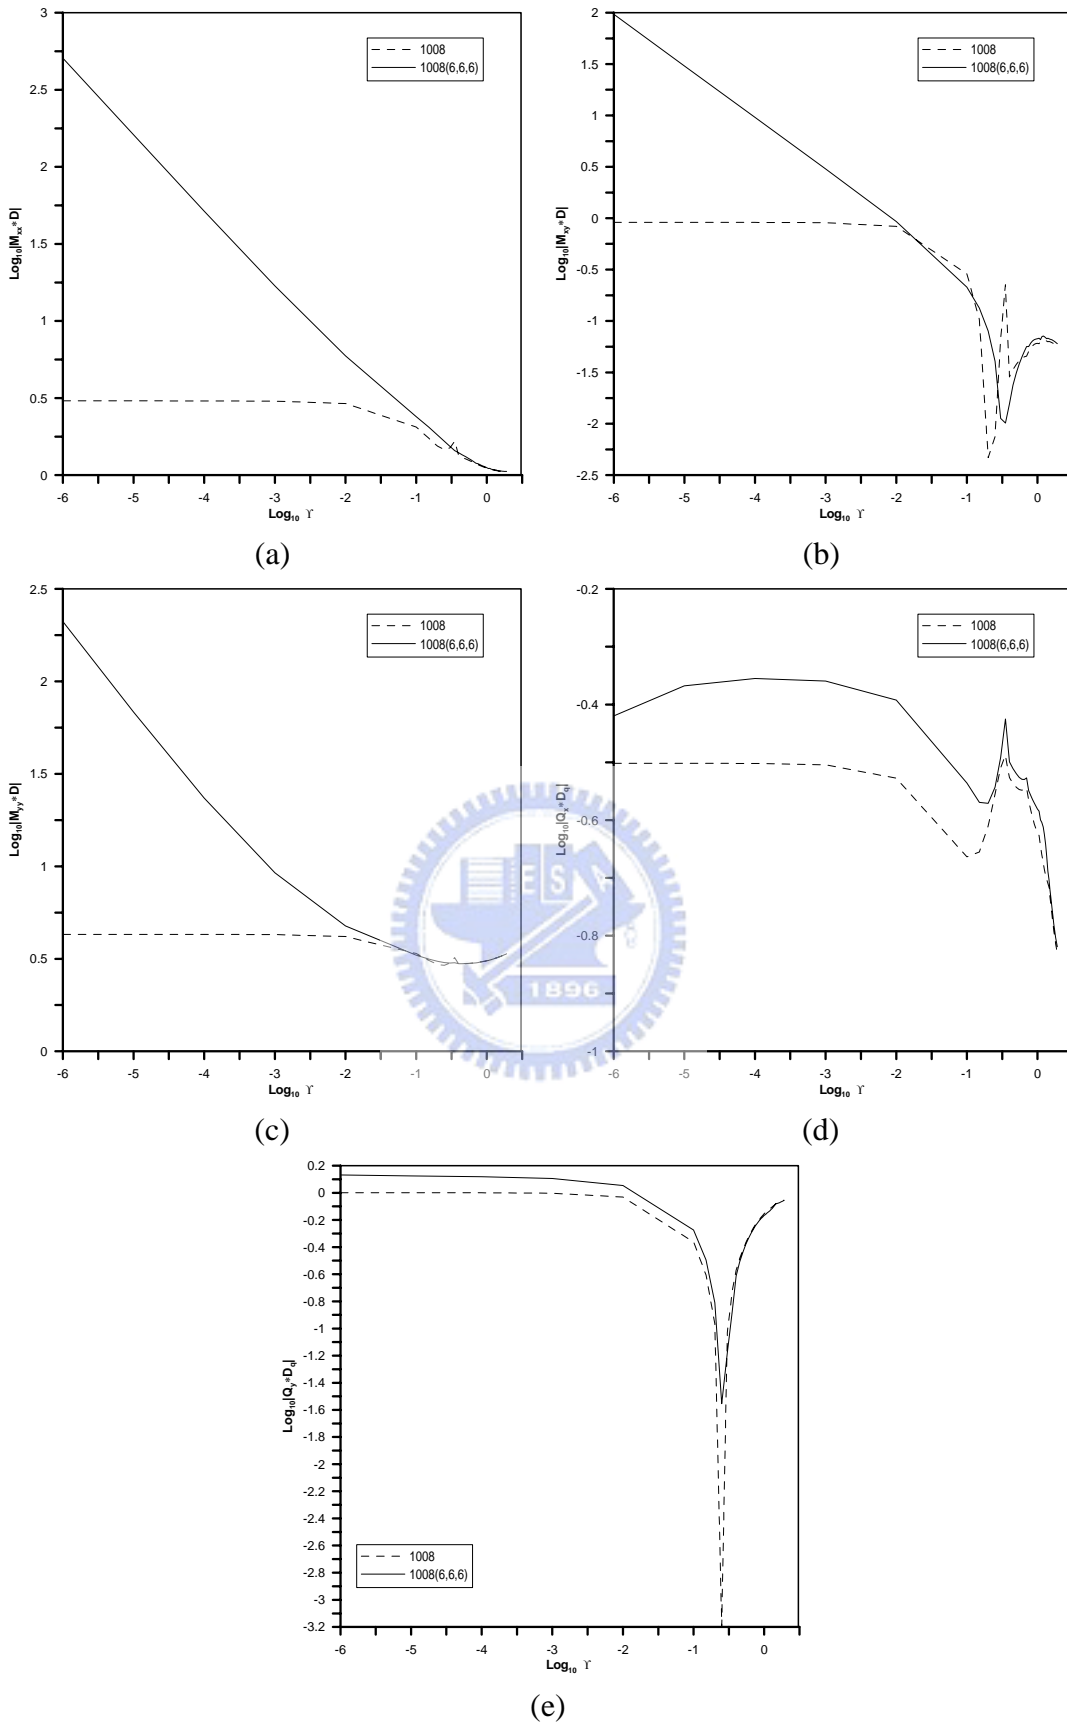 3
2.5
2
1.5
1
0.5
0
Log10|Mxx*D|
-6 -5 -4 -3 -2 -1 0
Log10 ϒ
1008
1008(6,6,6)
(a)
2
1.5
1
0.5
0
-0.5
-1
-1.5
-2
-2.5
Log10|Mxy*D|
-6 -5 -4 -3 -2 -1 0
Log10 ϒ
1008
1008(6,6,6)
(b)
2.5
2
1.5
1
0.5
0
Log10|Myy*D|
-6 -5 -4 -3 -2 -1 0
Log10 ϒ
1008
1008(6,6,6)
(c)
-0.2
-0.4
-0.6
-0.8
-1
Log10|Qx*Dq|
-6 -5 -4 -3 -2 -1 0
Log10 ϒ
1008
1008(6,6,6)
(d)
E S
1896
0.2
0
-0.2
-0.4
-0.6
-0.8
-1
-1.2
-1.4
-1.6
-1.8
-2
-2.2
-2.4
-2.6
-2.8
-3
-3.2
Log10|Qy*Dq|
-6 -5 -4 -3 -2 -1 0
Log10 ϒ
1008
1008(6,6,6)
(e)